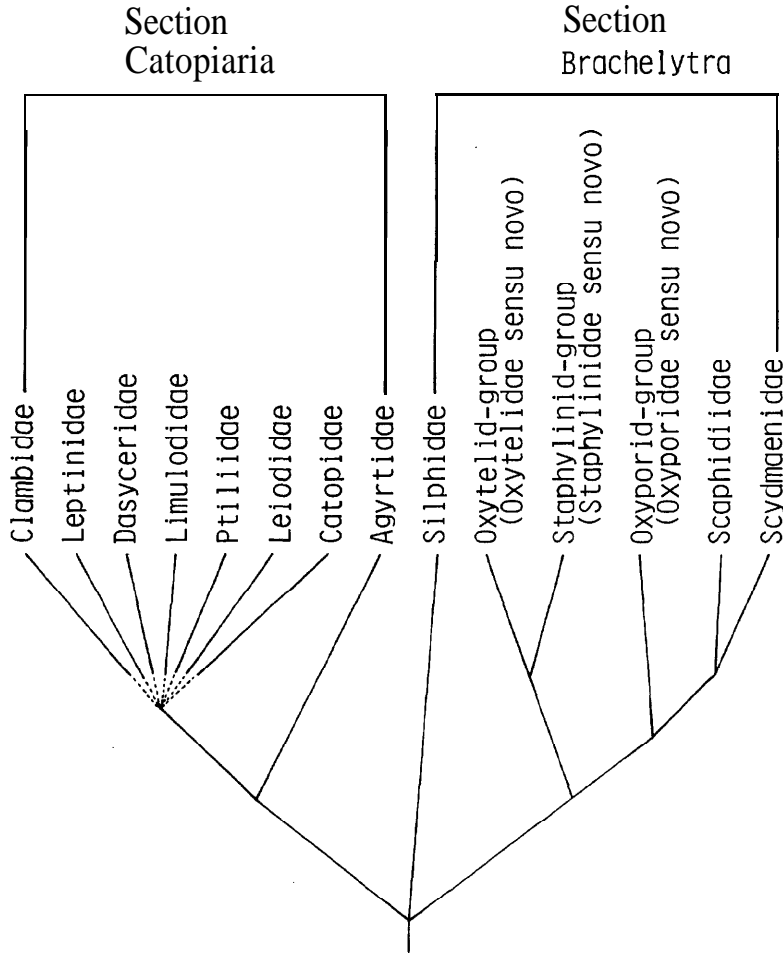 Section
Catopiaria
Section
Brachelytra
Clambidae
Leptinidae
Dasyceridae
Limulodidae
Ptiliidae
Leiodidae
Catopidae
Agyrtidae
Silphidae
Oxytelid-group
(Oxytelidae sensu novo)
Staphylinid-group
(Staphylinidae sensu novo)
Oxyporid-group
(Oxyporidae sensu novo)
Scaphidiidae
Scydmaenidae